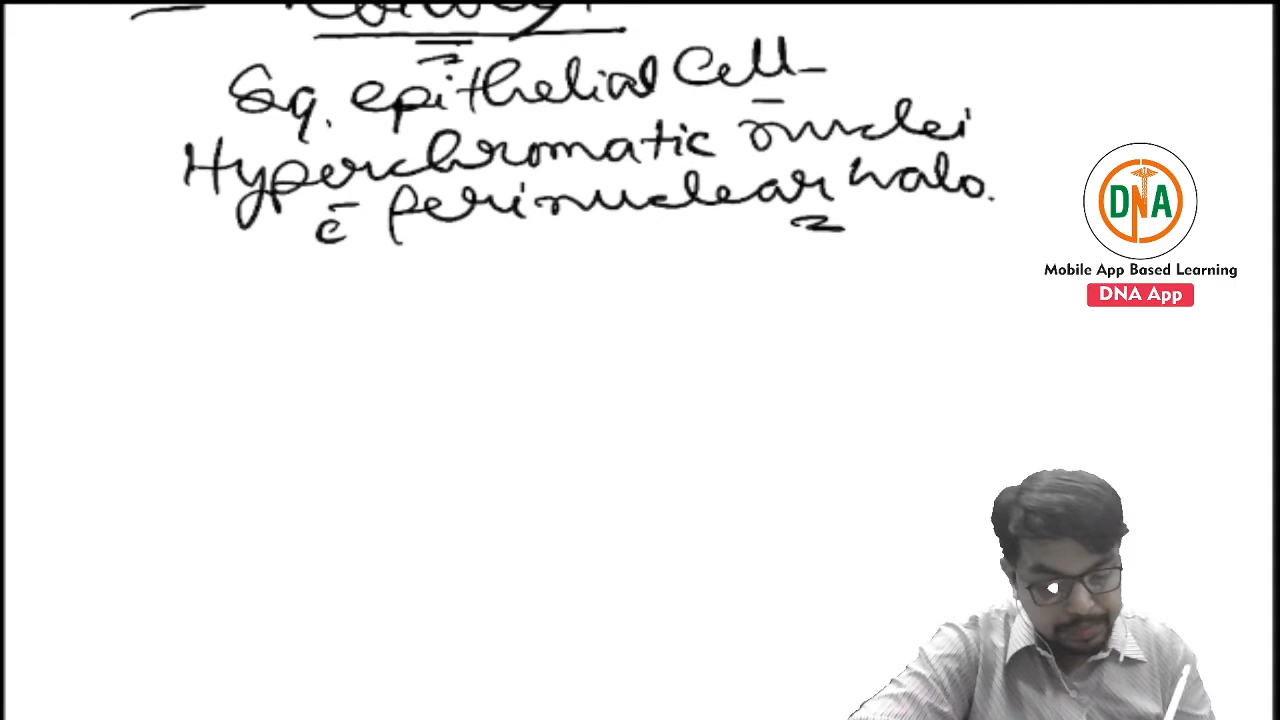 Sq. epithelial Cell -
Hyperchromatic nuclei
c̄ perinuclear halo.
DNA
Mobile App Based Learning
DNA App